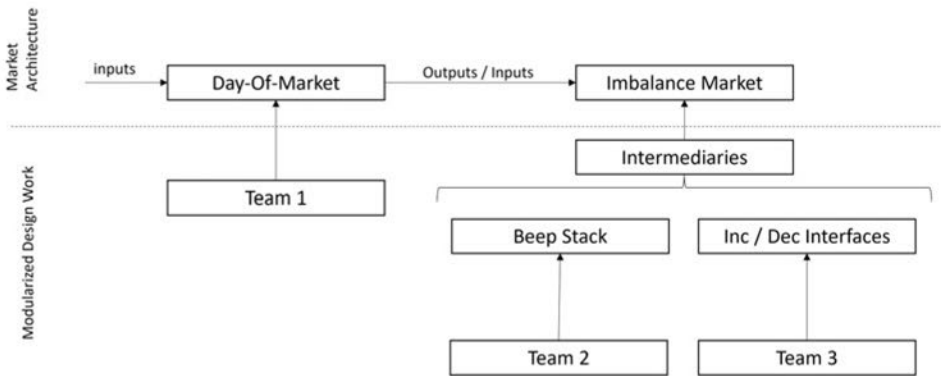 Market
Architecture
inputs
Day-Of-Market
Outputs / Inputs
Imbalance Market
Modularized Design Work
Intermediaries
Team 1
Beep Stack
Inc / Dec Interfaces
Team 2
Team 3